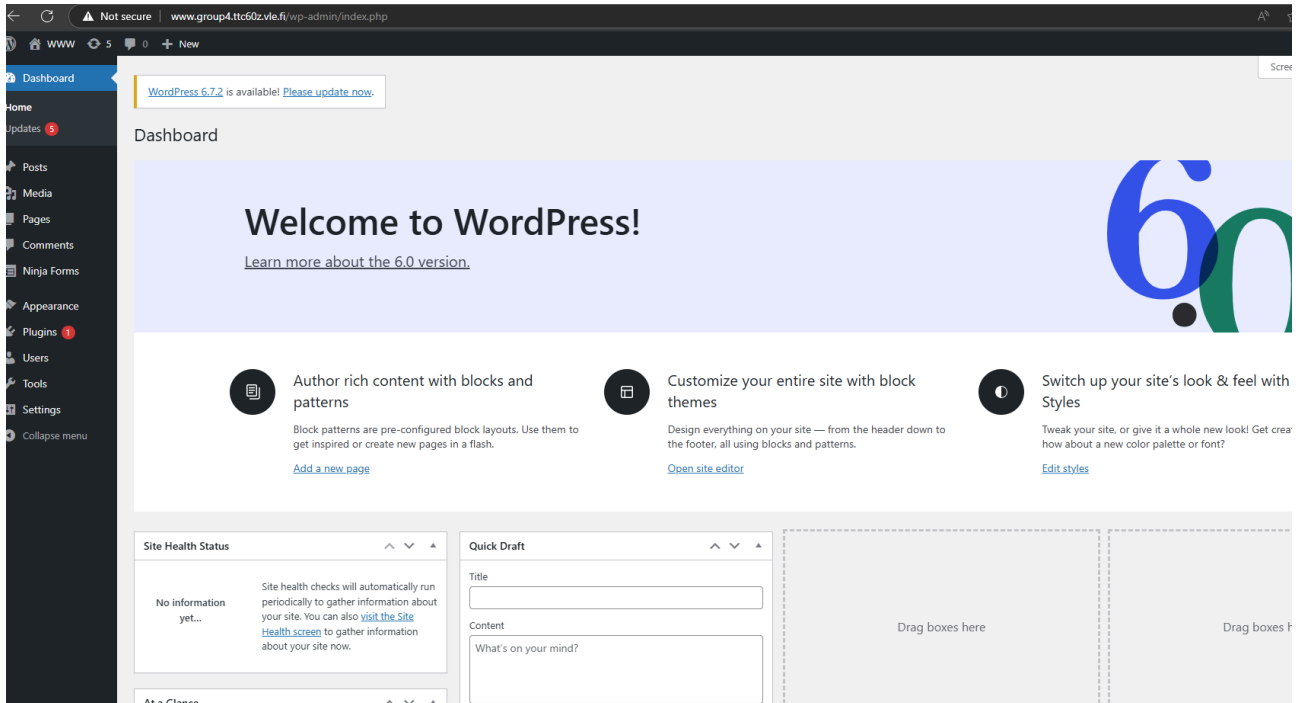 Not secure www.group4.ttc60z.vle.fi/wp-admin/index.php
WWW 5 0 + New
Dashboard
Home
Updates 5
Posts
Media
Pages
Comments
Ninja Forms
Appearance
Plugins 1
Users
Tools
Settings
Collapse menu
WordPress 6.7.2 is available! Please update now.
Dashboard
Welcome to WordPress!
Learn more about the 6.0 version.
6.0
Author rich content with blocks and
patterns
Block patterns are pre-configured block layouts. Use them to
get inspired or create new pages in a flash.
Add a new page
Customize your entire site with block
themes
Design everything on your site — from the header down to
the footer, all using blocks and patterns.
Open site editor
Switch up your site's look & feel with
Styles
Tweak your site, or give it a whole new look! Get
how about a new color palette or font?
Edit styles
Site Health Status
No information
yet...
Site health checks will automatically run
periodically to gather information about
your site. You can also visit the Site
Health screen to gather information
about your site now.
Quick Draft
Title
Content
What's on your mind?
Drag boxes here
Drag boxes
At a Glance